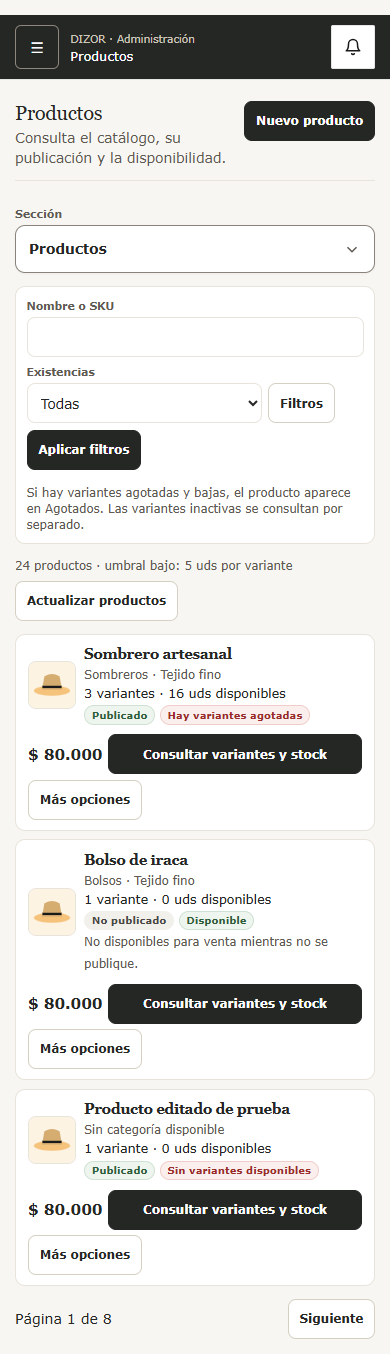 DIZOR · Administración
Productos
Productos
Nuevo producto
Consulta el catálogo, su
publicación y la disponibilidad.
Sección
Productos
Nombre o SKU
Existencias
Todas
Filtros
Aplicar filtros
Si hay variantes agotadas y bajas, el producto aparece
en Agotados. Las variantes inactivas se consultan por
separado.
24 productos · umbral bajo: 5 uds por variante
Actualizar productos
Sombrero artesanal
Sombreros · Tejido fino
3 variantes · 16 uds disponibles
Publicado Hay variantes agotadas
$ 80.000 Consultar variantes y stock
Más opciones
Bolso de iraca
Bolsos · Tejido fino
1 variante · 0 uds disponibles
No publicado Disponible
No disponibles para venta mientras no se
publique.
$ 80.000 Consultar variantes y stock
Más opciones
Producto editado de prueba
Sin categoría disponible
1 variante · 0 uds disponibles
Publicado Sin variantes disponibles
$ 80.000 Consultar variantes y stock
Más opciones
Página 1 de 8 Siguiente